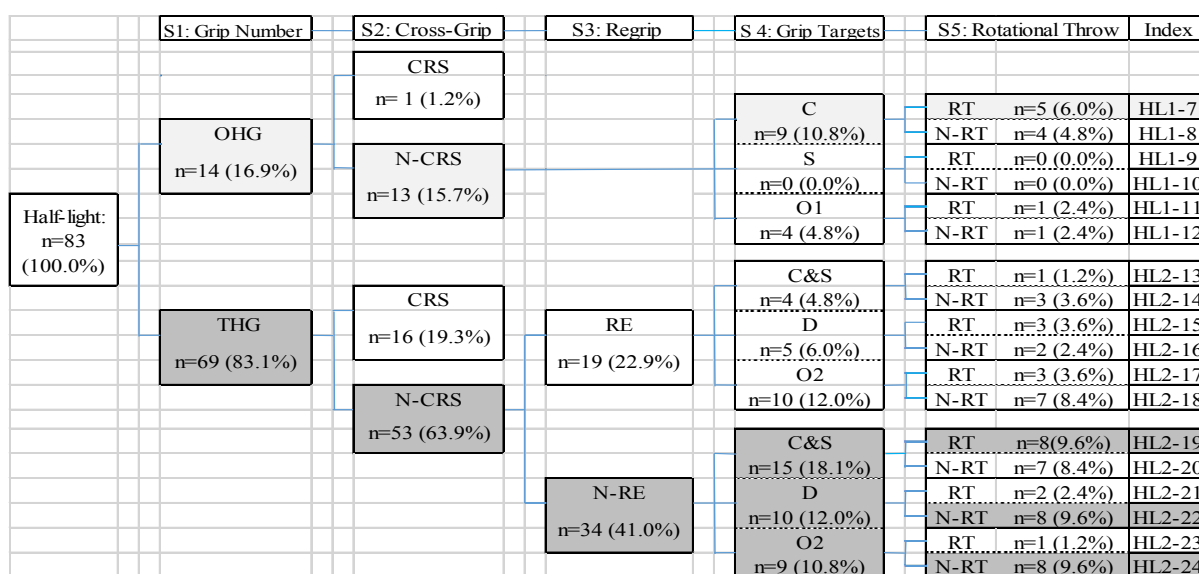 S1: Grip Number S2: Cross-Grip S3: Regrip S 4: Grip Targets S5: Rotational Throw Index
CRS
n= 1 (1.2%)
OHG
n=14 (16.9%)
N-CRS
n=13 (15.7%)
C
n=9 (10.8%)
S
n=0 (0.0%)
O1
n=4 (4.8%)
RT n=5 (6.0%) HL1-7
N-RT n=4 (4.8%) HL1-8
RT n=0 (0.0%) HL1-9
N-RT n=0 (0.0%) HL1-10
RT n=1 (2.4%) HL1-11
N-RT n=1 (2.4%) HL1-12
Half-light:
n=83
(100.0%)
THG
n=69 (83.1%)
CRS
n=16 (19.3%)
N-CRS
n=53 (63.9%)
RE
n=19 (22.9%)
C&S
n=4 (4.8%)
D
n=5 (6.0%)
O2
n=10 (12.0%)
RT n=1 (1.2%) HL2-13
N-RT n=3 (3.6%) HL2-14
RT n=3 (3.6%) HL2-15
N-RT n=2 (2.4%) HL2-16
RT n=3 (3.6%) HL2-17
N-RT n=7 (8.4%) HL2-18
N-RE
n=34 (41.0%)
C&S
n=15 (18.1%)
D
n=10 (12.0%)
O2
n=9 (10.8%)
RT n=8(9.6%) HL2-19
N-RT n=7 (8.4%) HL2-20
RT n=2 (2.4%) HL2-21
N-RT n=8 (9.6%) HL2-22
RT n=1 (1.2%) HL2-23
N-RT n=8 (9.6%) HL2-24